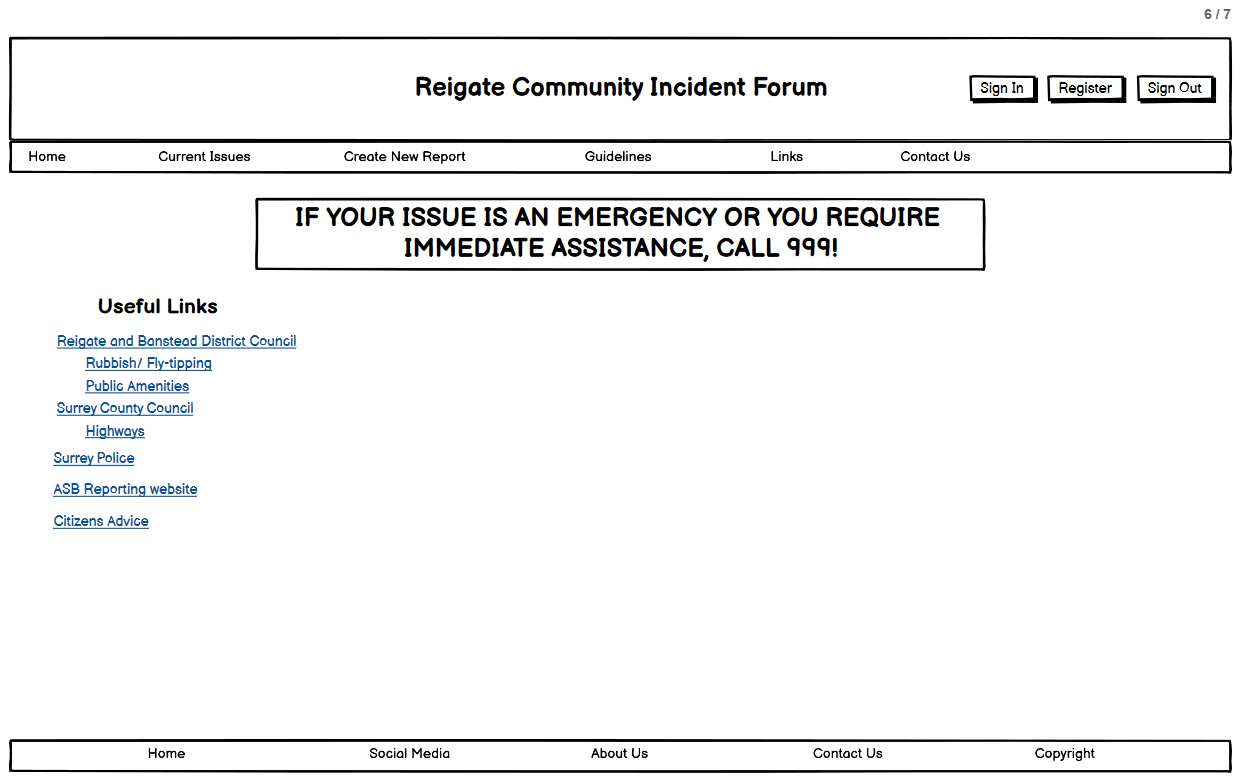 6 / 7
Reigate Community Incident Forum
Sign In Register Sign Out
Home Current Issues Create New Report Guidelines Links Contact Us
IF YOUR ISSUE IS AN EMERGENCY OR YOU REQUIRE
IMMEDIATE ASSISTANCE, CALL 999!
Useful Links
Reigate and Banstead District Council
Rubbish/ Fly-tipping
Public Amenities
Surrey County Council
Highways
Surrey Police
ASB Reporting website
Citizens Advice
Home Social Media About Us Contact Us Copyright